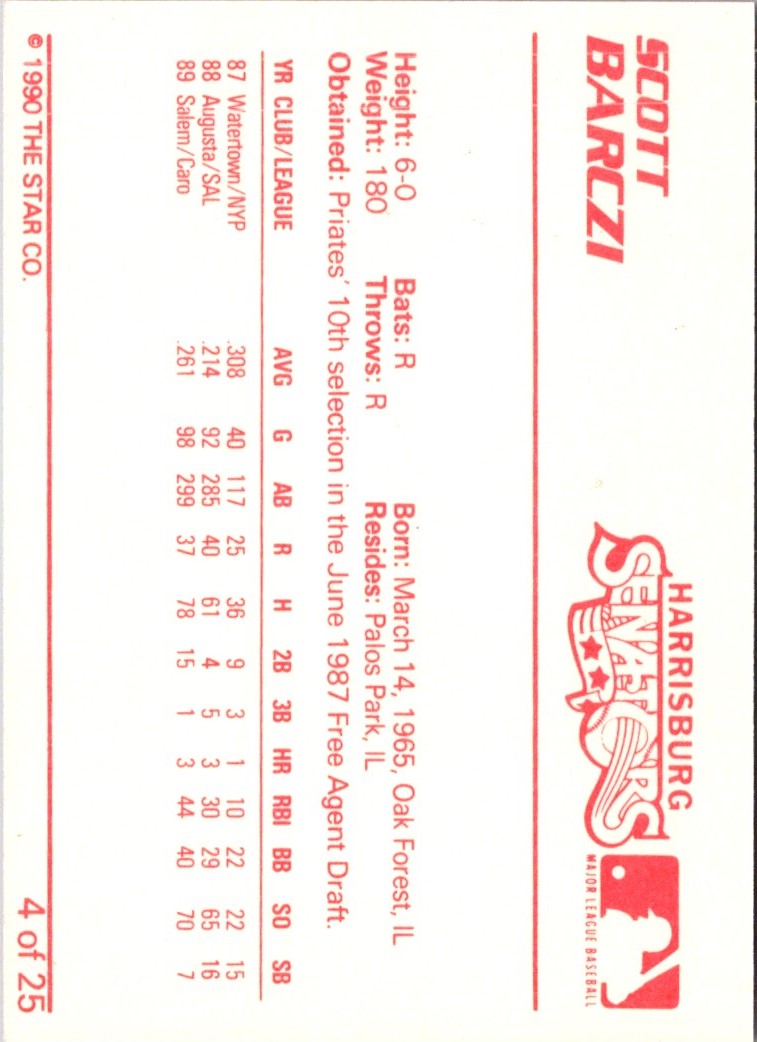 SCOTT
BARCZI
HARRISBURG
SENATORS
MAJOR LEAGUE BASEBALL
Height: 6-0 Bats: R Born: March 14, 1965, Oak Forest, IL
Weight: 180 Throws: R Resides: Palos Park, IL
Obtained: Priates' 10th selection in the June 1987 Free Agent Draft.
YR CLUB/LEAGUE AVG G AB R H 2B 3B HR RBI BB SO SB
87 Watertown/NYP .308 40 117 25 36 9 3 1 10 22 22 15
88 Augusta/SAL .214 92 285 40 61 4 5 3 30 29 65 16
89 Salem/Caro .261 98 299 37 78 15 1 3 44 40 70 7
© 1990 THE STAR CO. 4 of 25